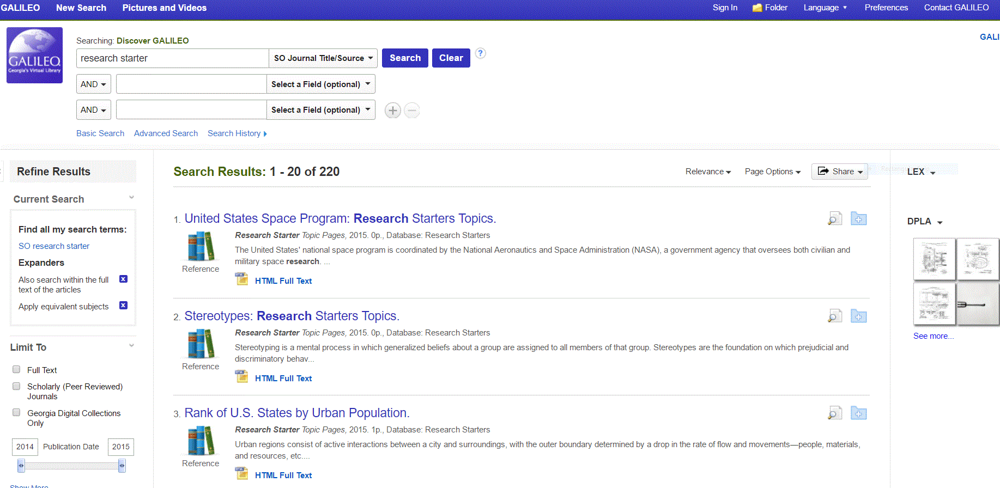 GALILEO New Search Pictures and Videos Sign In Folder Language Preferences Contact GALILEO
GALILEO
Georgia's Virtual Library
Searching: Discover GALILEO
GALI
research starter SO Journal Title/Source Search Clear ?
AND Select a Field (optional)
AND Select a Field (optional)
Basic Search Advanced Search Search History
Refine Results
Current Search
Find all my search terms:
SO research starter
Expanders
Also search within the full
text of the articles
Apply equivalent subjects
Limit To
Full Text
Scholarly (Peer Reviewed)
Journals
Georgia Digital Collections
Only
2014 Publication Date 2015
Show More
Search Results: 1 - 20 of 220
Relevance Page Options Share
1. United States Space Program: Research Starters Topics.
Research Starter Topic Pages, 2015. 0p., Database: Research Starters
The United States' national space program is coordinated by the National Aeronautics and Space Administration (NASA), a government agency that oversees both civilian and
military space research. ...
Reference
HTML Full Text
2. Stereotypes: Research Starters Topics.
Research Starter Topic Pages, 2015. 0p., Database: Research Starters
Stereotyping is a mental process in which generalized beliefs about a group are assigned to all members of that group. Stereotypes are the foundation on which prejudicial and
discriminatory behav...
Reference
HTML Full Text
3. Rank of U.S. States by Urban Population.
Research Starter Topic Pages, 2015. 1p., Database: Research Starters
Urban regions consist of active interactions between a city and surroundings, with the outer boundary determined by a drop in the rate of flow and movements—people, materials,
and resources, etc....
Reference
HTML Full Text
LEX
DPLA
See more...